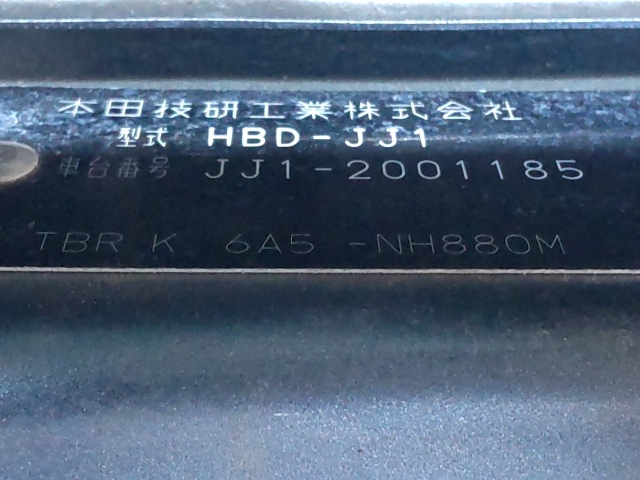 本田技研工業株式会社
型式 HBD-JJ1
車台番号 JJ1-2001185
TBR K 6A5 -NH880M